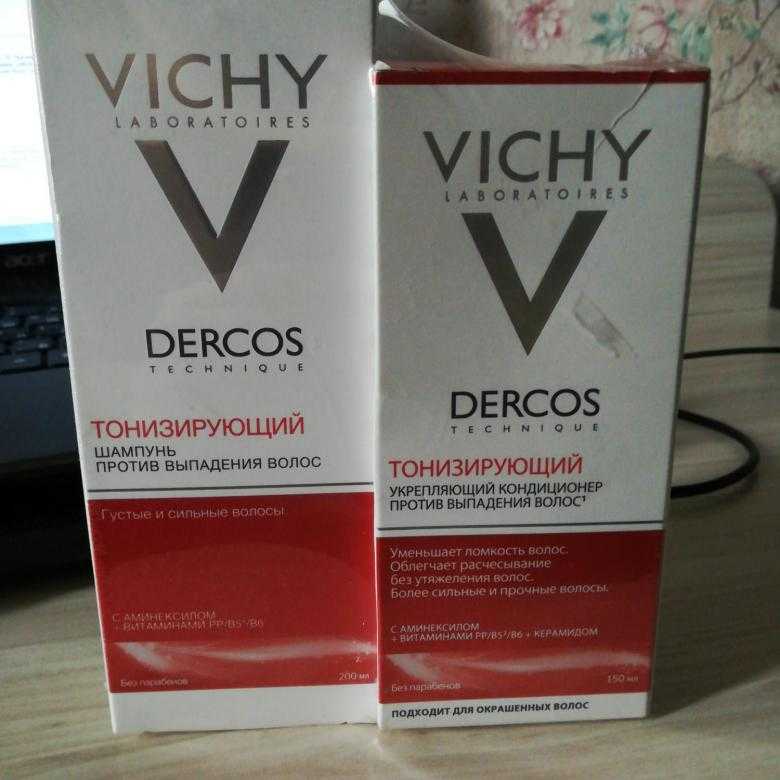 VICHY
LABORATOIRES
V
DERCOS
TECHNIQUE
ТОНИЗИРУЮЩИЙ
ШАМПУНЬ
ПРОТИВ ВЫПАДЕНИЯ ВОЛОС
Густые и сильные волосы
С АМИНЕКСИЛОМ
+ ВИТАМИНАМИ PP/B5*/B6
Без парабенов
200 мл
VICHY
LABORATOIRES
V
DERCOS
TECHNIQUE
ТОНИЗИРУЮЩИЙ
УКРЕПЛЯЮЩИЙ КОНДИЦИОНЕР
ПРОТИВ ВЫПАДЕНИЯ ВОЛОС¹
Уменьшает ломкость волос.
Облегчает расчесывание
без утяжеления волос.
Более сильные и прочные волосы.
С АМИНЕКСИЛОМ
+ ВИТАМИНАМИ PP/B5²/B6 + КЕРАМИДОМ
Без парабенов
150 мл
ПОДХОДИТ ДЛЯ ОКРАШЕННЫХ ВОЛОС
acer